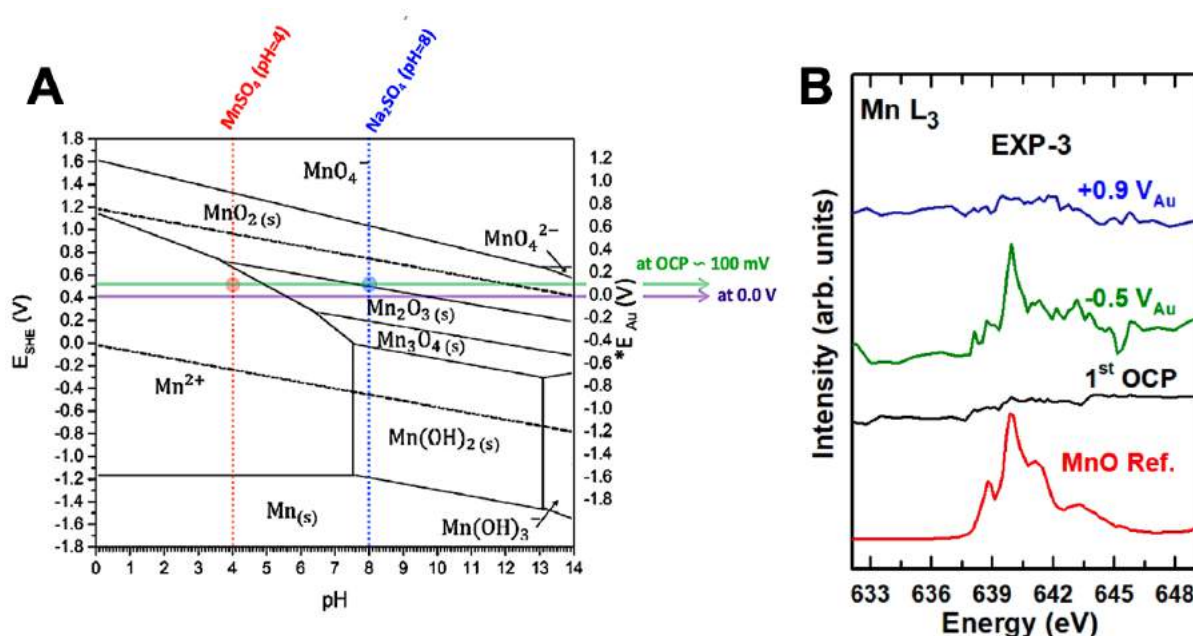 A
MnSO₄ (pH=4)
Na₂SO₄ (pH=8)
1.8
1.6
1.4
1.2
1.0
0.8
0.6
0.4
0.2
0.0
-0.2
-0.4
-0.6
-0.8
-1.0
-1.2
-1.4
-1.6
-1.8
E_SHE (V)
MnO₄⁻
MnO₂ (s)
MnO₄²⁻
Mn₂O₃ (s)
Mn₃O₄ (s)
Mn²⁺
Mn(OH)₂ (s)
Mn(s)
Mn(OH)₃⁻
0 1 2 3 4 5 6 7 8 9 10 11 12 13 14
pH
1.2
1.0
0.8
0.6
0.4
0.2
0.0
-0.2
-0.4
-0.6
-0.8
-1.0
-1.2
-1.4
-1.6
-1.8
*E_Au (V)
at OCP ~ 100 mV
at 0.0 V
B
Mn L₃
EXP-3
+0.9 V_Au
-0.5 V_Au
1st OCP
MnO Ref.
Intensity (arb. units)
633 636 639 642 645 648
Energy (eV)